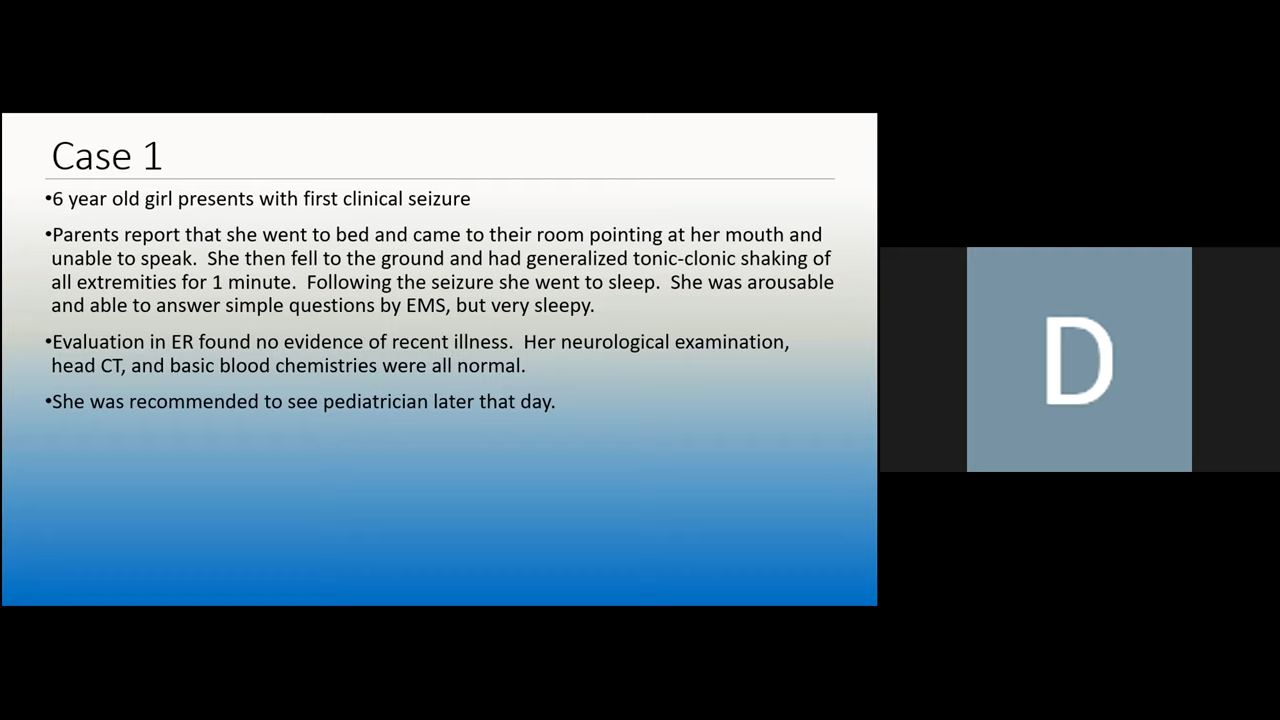 Case 1
•6 year old girl presents with first clinical seizure
•Parents report that she went to bed and came to their room pointing at her mouth and
unable to speak.  She then fell to the ground and had generalized tonic-clonic shaking of
all extremities for 1 minute.  Following the seizure she went to sleep.  She was arousable
and able to answer simple questions by EMS, but very sleepy.
•Evaluation in ER found no evidence of recent illness.  Her neurological examination,
head CT, and basic blood chemistries were all normal.
•She was recommended to see pediatrician later that day.
D